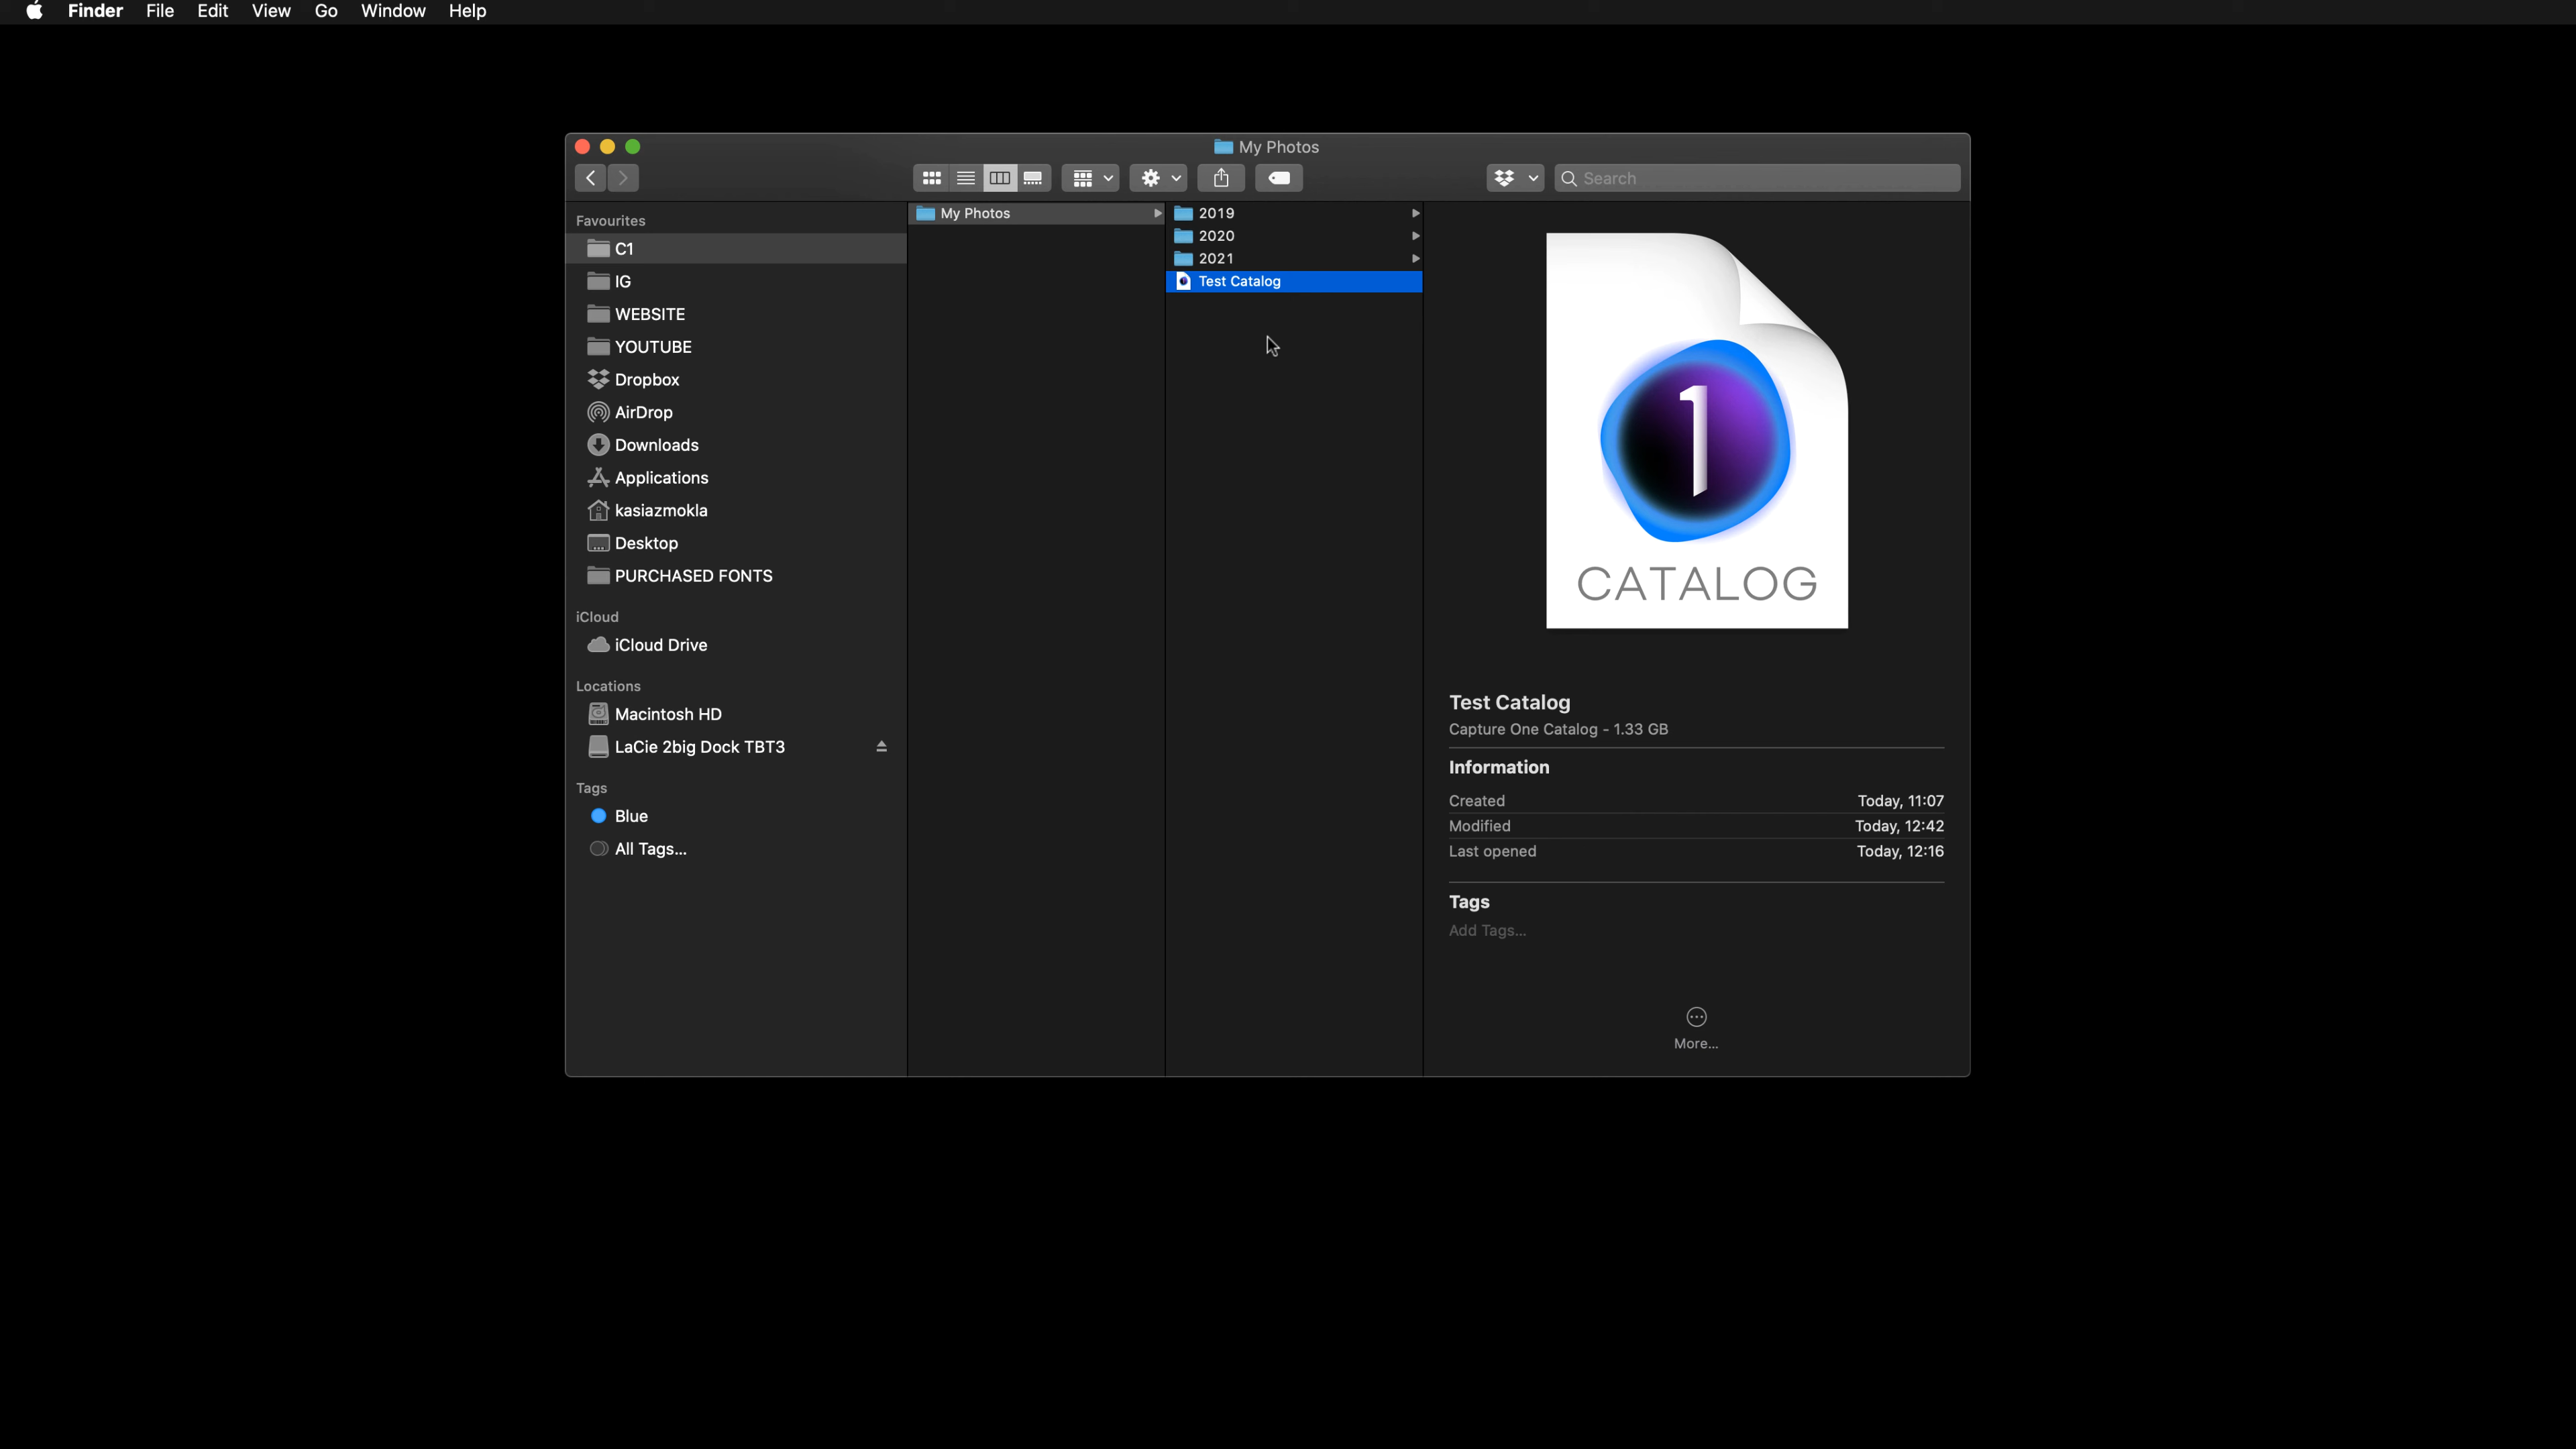 Finder File Edit View Go Window Help
My Photos
Search
Favourites
C1
IG
WEBSITE
YOUTUBE
Dropbox
AirDrop
Downloads
Applications
kasiazmokla
Desktop
PURCHASED FONTS
iCloud
iCloud Drive
Locations
Macintosh HD
LaCie 2big Dock TBT3
Tags
Blue
All Tags...
My Photos
2019
2020
2021
Test Catalog
1
CATALOG
Test Catalog
Capture One Catalog - 1.33 GB
Information
Created Today, 11:07
Modified Today, 12:42
Last opened Today, 12:16
Tags
Add Tags...
More...